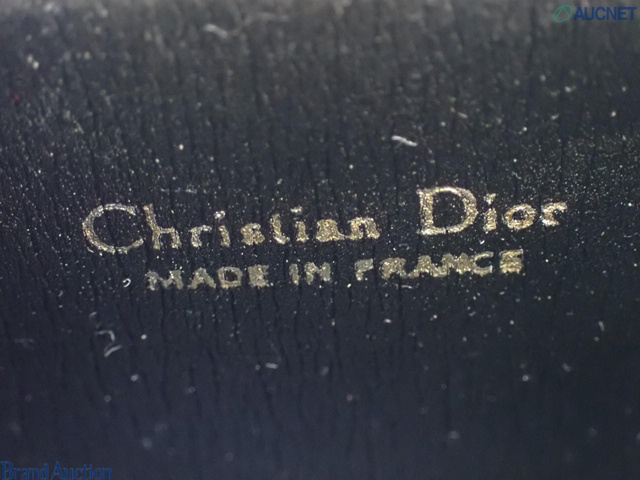 AUCNET
Christian Dior
MADE IN FRANCE
Brand Auction